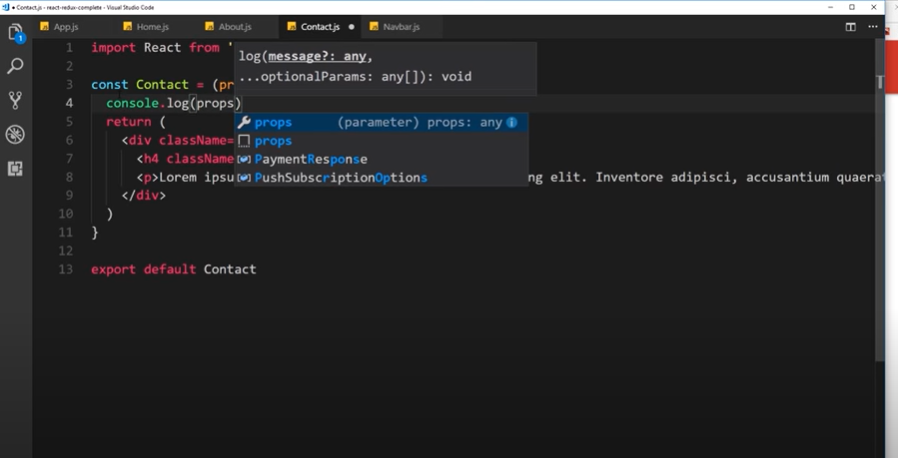 ● Contact.js - react-redux-complete - Visual Studio Code
App.js Home.js About.js Contact.js ● Navbar.js
1
1 import React from '
log(message?: any,
...optionalParams: any[]): void
2
3 const Contact = (pr
4 console.log(props)
props (parameter) props: any
props
PaymentResponse
PushSubscriptionOptions
5 return (
6 <div className=
7 <h4 className
8 <p>Lorem ipsu ng elit. Inventore adipisci, accusantium quaerat
9 </div>
10 )
11 }
12
13 export default Contact